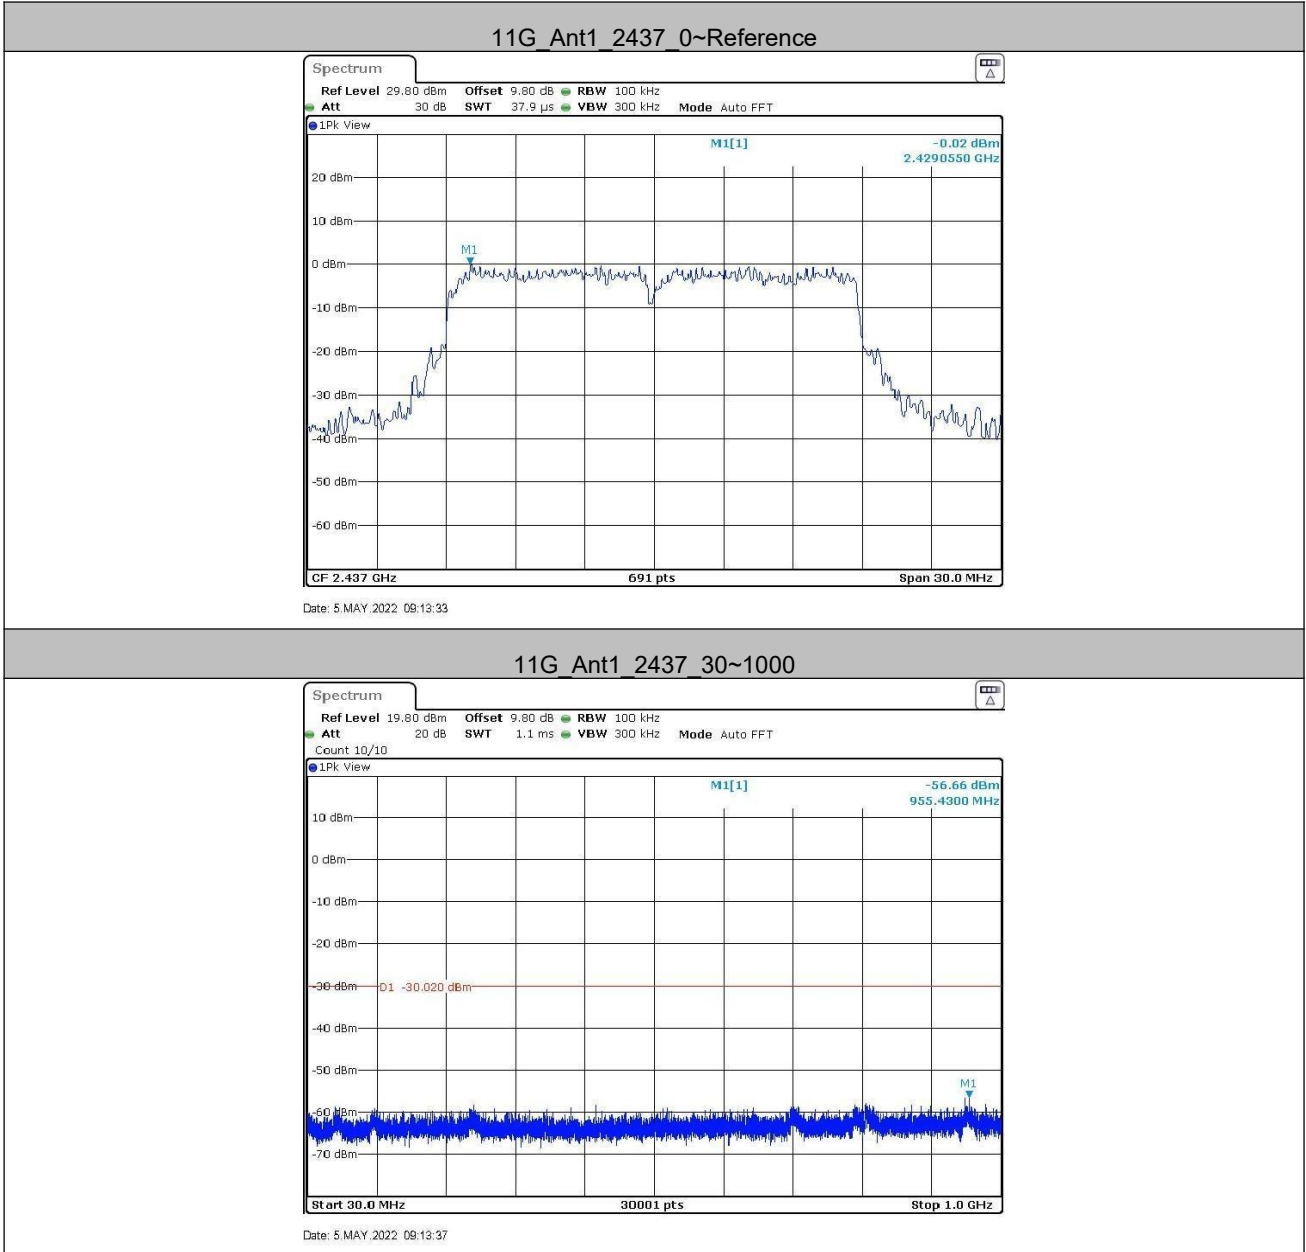 11G_Ant1_2437_0~Reference
Spectrum
Ref Level 29.80 dBm Offset 9.80 dB RBW 100 kHz
Att 30 dB SWT 37.9 µs VBW 300 kHz Mode Auto FFT
1Pk View
M1[1] -0.02 dBm
2.4290550 GHz
20 dBm
10 dBm
M1
0 dBm
-10 dBm
-20 dBm
-30 dBm
-40 dBm
-50 dBm
-60 dBm
CF 2.437 GHz 691 pts Span 30.0 MHz
Date: 5.MAY.2022 09:13:33
11G_Ant1_2437_30~1000
Spectrum
Ref Level 19.80 dBm Offset 9.80 dB RBW 100 kHz
Att 20 dB SWT 1.1 ms VBW 300 kHz Mode Auto FFT
Count 10/10
1Pk View
M1[1] -56.66 dBm
955.4300 MHz
10 dBm
0 dBm
-10 dBm
-20 dBm
-30 dBm D1 -30.020 dBm
-40 dBm
-50 dBm
M1
-60 dBm
-70 dBm
Start 30.0 MHz 30001 pts Stop 1.0 GHz
Date: 5.MAY.2022 09:13:37